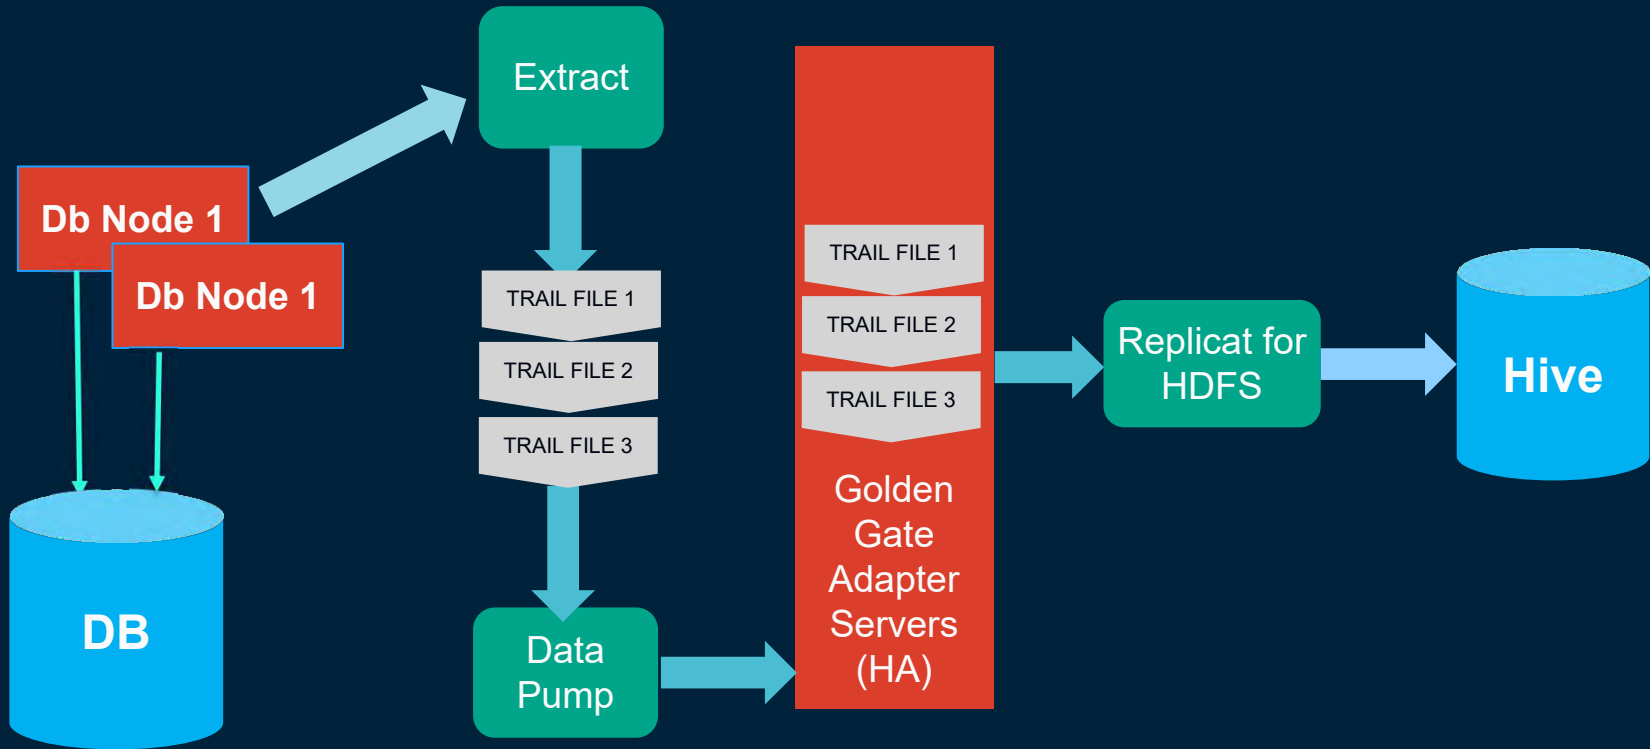 Extract
Db Node 1
Db Node 1
DB
TRAIL FILE 1
TRAIL FILE 2
TRAIL FILE 3
Data
Pump
TRAIL FILE 1
TRAIL FILE 2
TRAIL FILE 3
Golden
Gate
Adapter
Servers
(HA)
Replicat for
HDFS
Hive